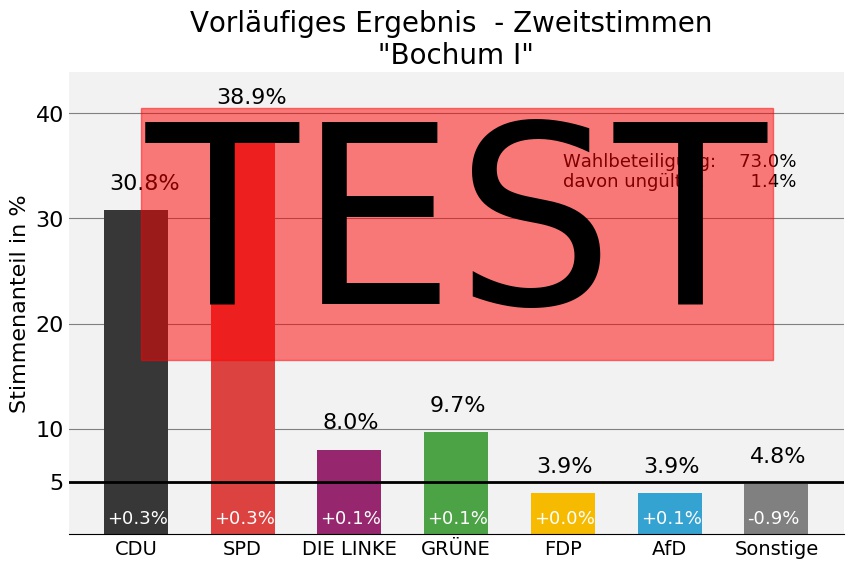 Vorläufiges Ergebnis - Zweitstimmen
"Bochum I"
Stimmenanteil in %
40
30
20
10
5
38.9%
30.8%
TEST
Wahlbeteiligung: 73.0%
davon ungültig: 1.4%
8.0%
9.7%
3.9%
3.9%
4.8%
+0.3%
+0.3%
+0.1%
+0.1%
+0.0%
+0.1%
-0.9%
CDU
SPD
DIE LINKE
GRÜNE
FDP
AfD
Sonstige